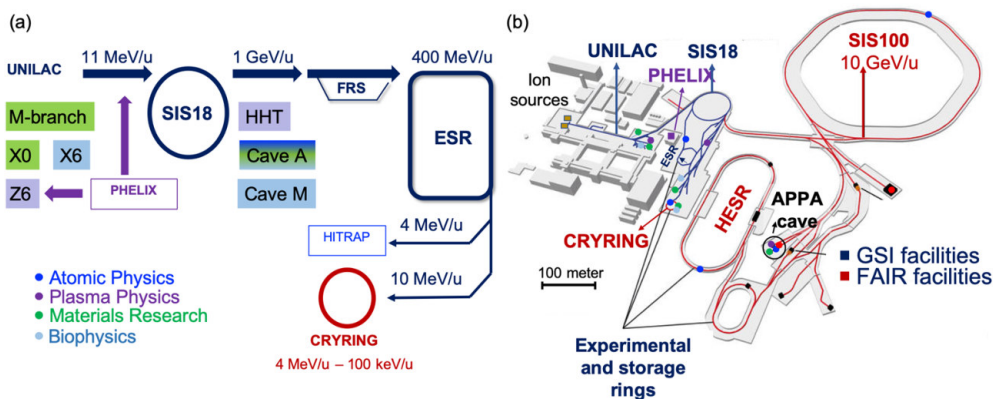 (a)
UNILAC
11 MeV/u
SIS18
1 GeV/u
FRS
400 MeV/u
ESR
M-branch
X0
X6
Z6
PHELIX
HHT
Cave A
Cave M
4 MeV/u
HITRAP
10 MeV/u
CRYRING
4 MeV/u – 100 keV/u
Atomic Physics
Plasma Physics
Materials Research
Biophysics
(b)
UNILAC
SIS18
PHELIX
Ion
sources
ESR
SIS100
10 GeV/u
HESR
APPA
cave
CRYRING
100 meter
GSI facilities
FAIR facilities
Experimental
and storage
rings